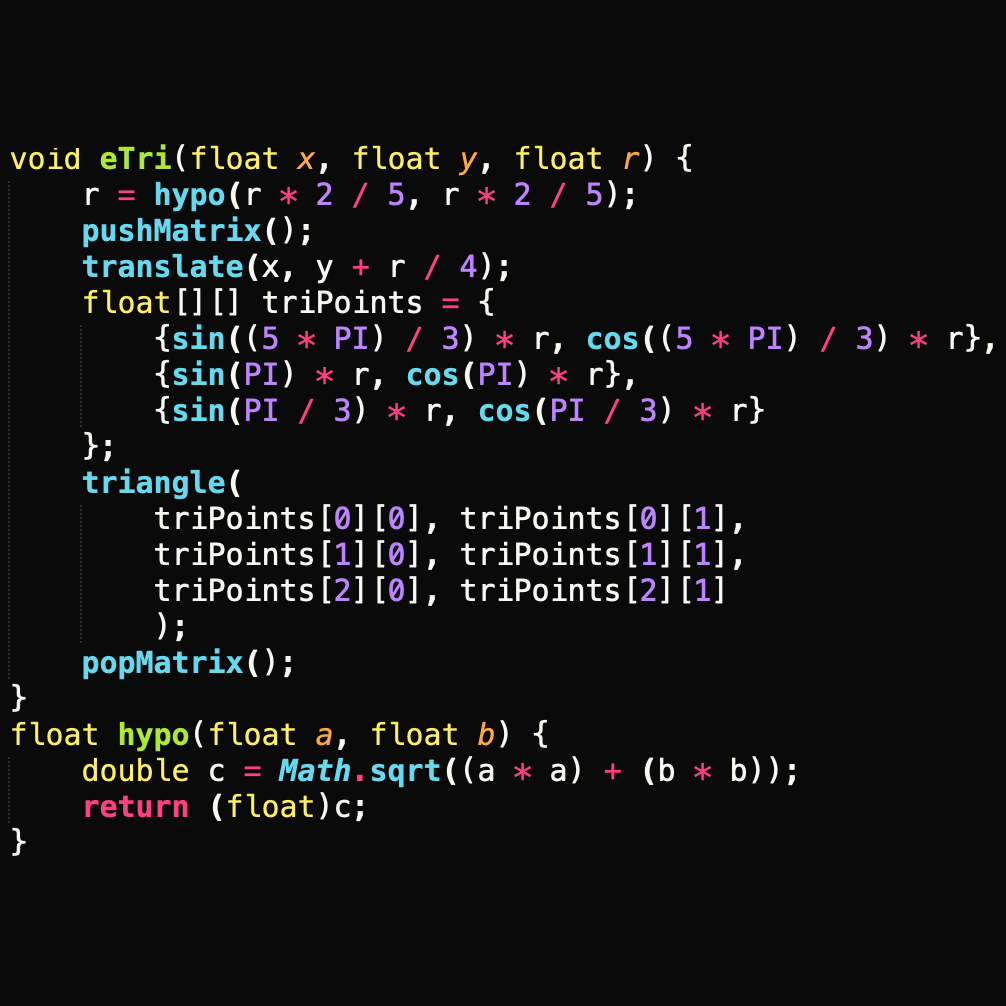 void eTri(float x, float y, float r) {
    r = hypo(r * 2 / 5, r * 2 / 5);
    pushMatrix();
    translate(x, y + r / 4);
    float[][] triPoints = {
        {sin((5 * PI) / 3) * r, cos((5 * PI) / 3) * r},
        {sin(PI) * r, cos(PI) * r},
        {sin(PI / 3) * r, cos(PI / 3) * r}
    };
    triangle(
        triPoints[0][0], triPoints[0][1],
        triPoints[1][0], triPoints[1][1],
        triPoints[2][0], triPoints[2][1]
        );
    popMatrix();
}
float hypo(float a, float b) {
    double c = Math.sqrt((a * a) + (b * b));
    return (float)c;
}